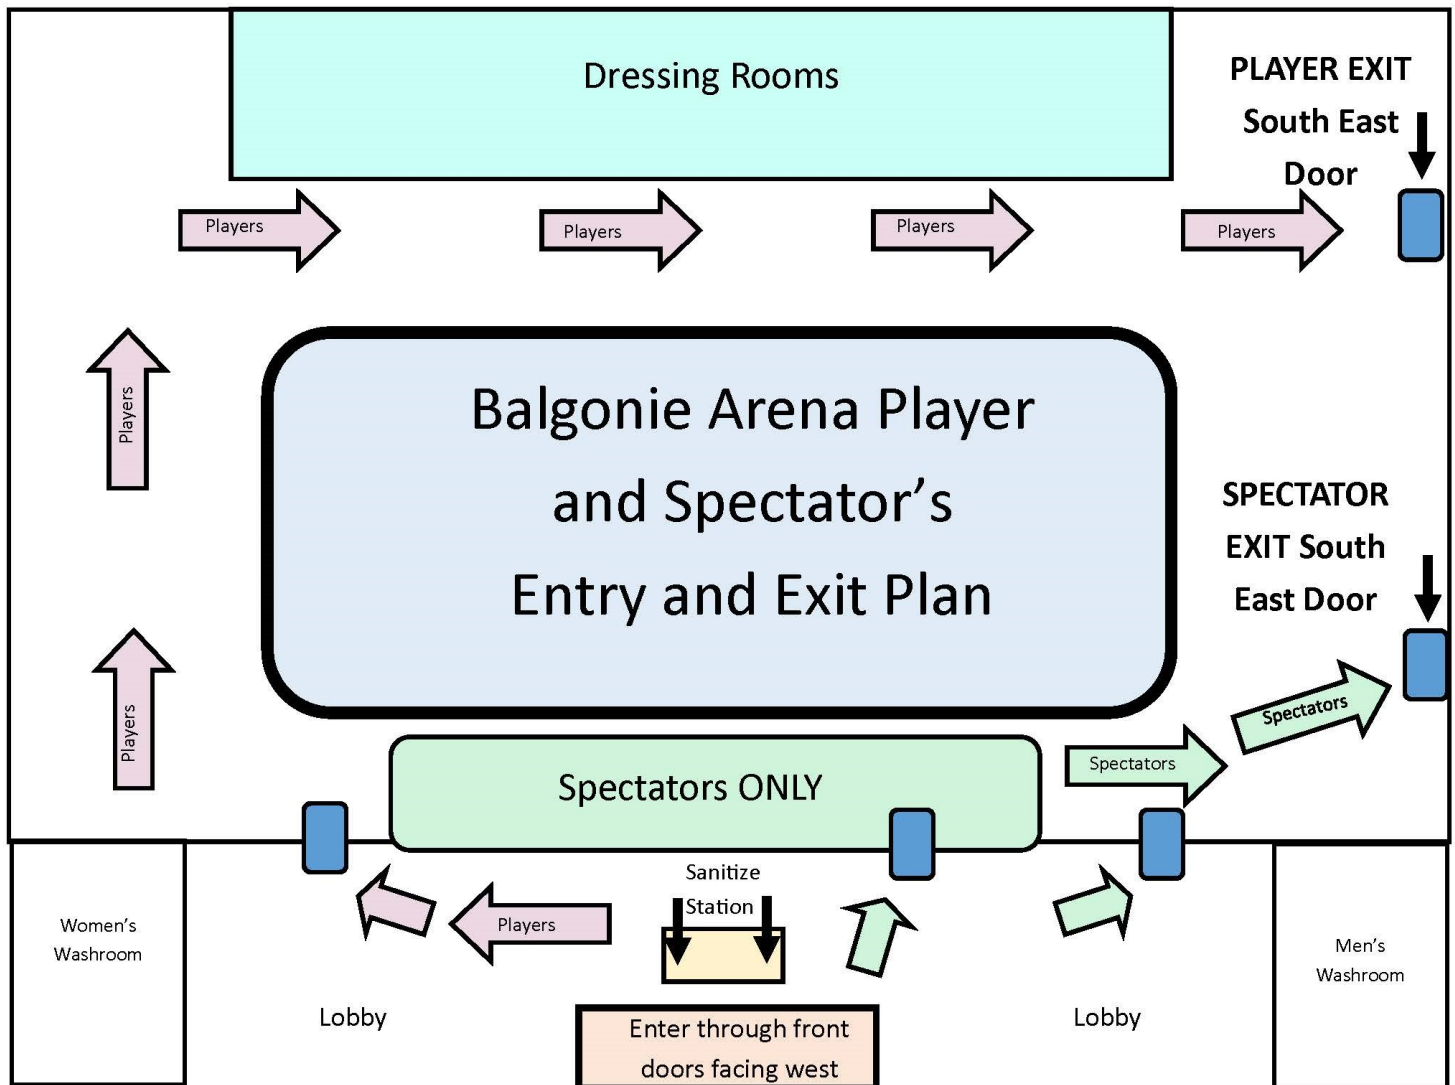 Dressing Rooms
PLAYER EXIT
South East
Door
Players
Players
Players
Players
Players
Balgonie Arena Player
and Spectator’s
Entry and Exit Plan
SPECTATOR
EXIT South
East Door
Players
Spectators
Spectators
Spectators ONLY
Sanitize
Station
Players
Women’s
Washroom
Men’s
Washroom
Lobby
Lobby
Enter through front
doors facing west